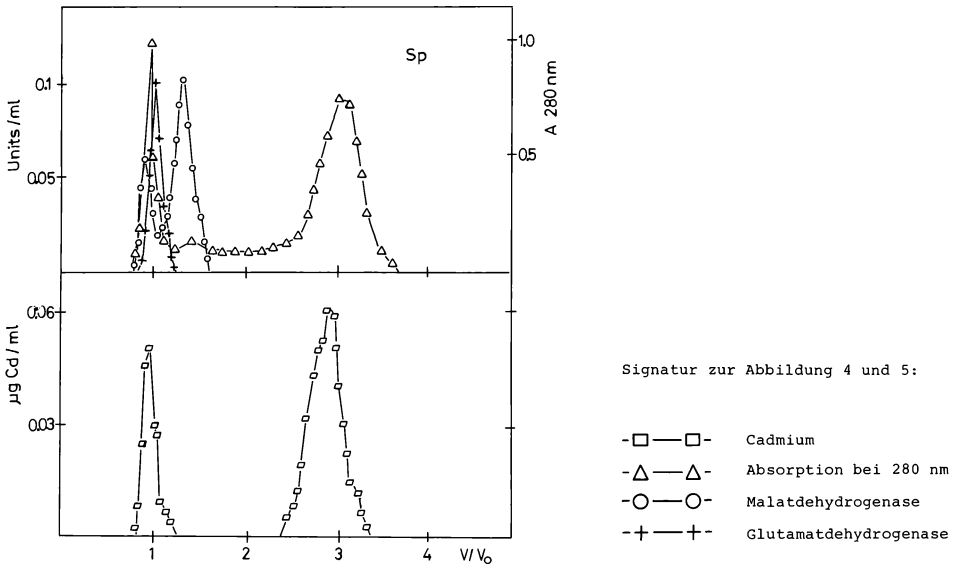 Sp
1.0
0.5
A 280 nm
0.1
0.05
Units/ml
0.06
0.03
µg Cd/ml
1 2 3 4 V/Vo
Signatur zur Abbildung 4 und 5:
Cadmium
Absorption bei 280 nm
Malatdehydrogenase
Glutamatdehydrogenase